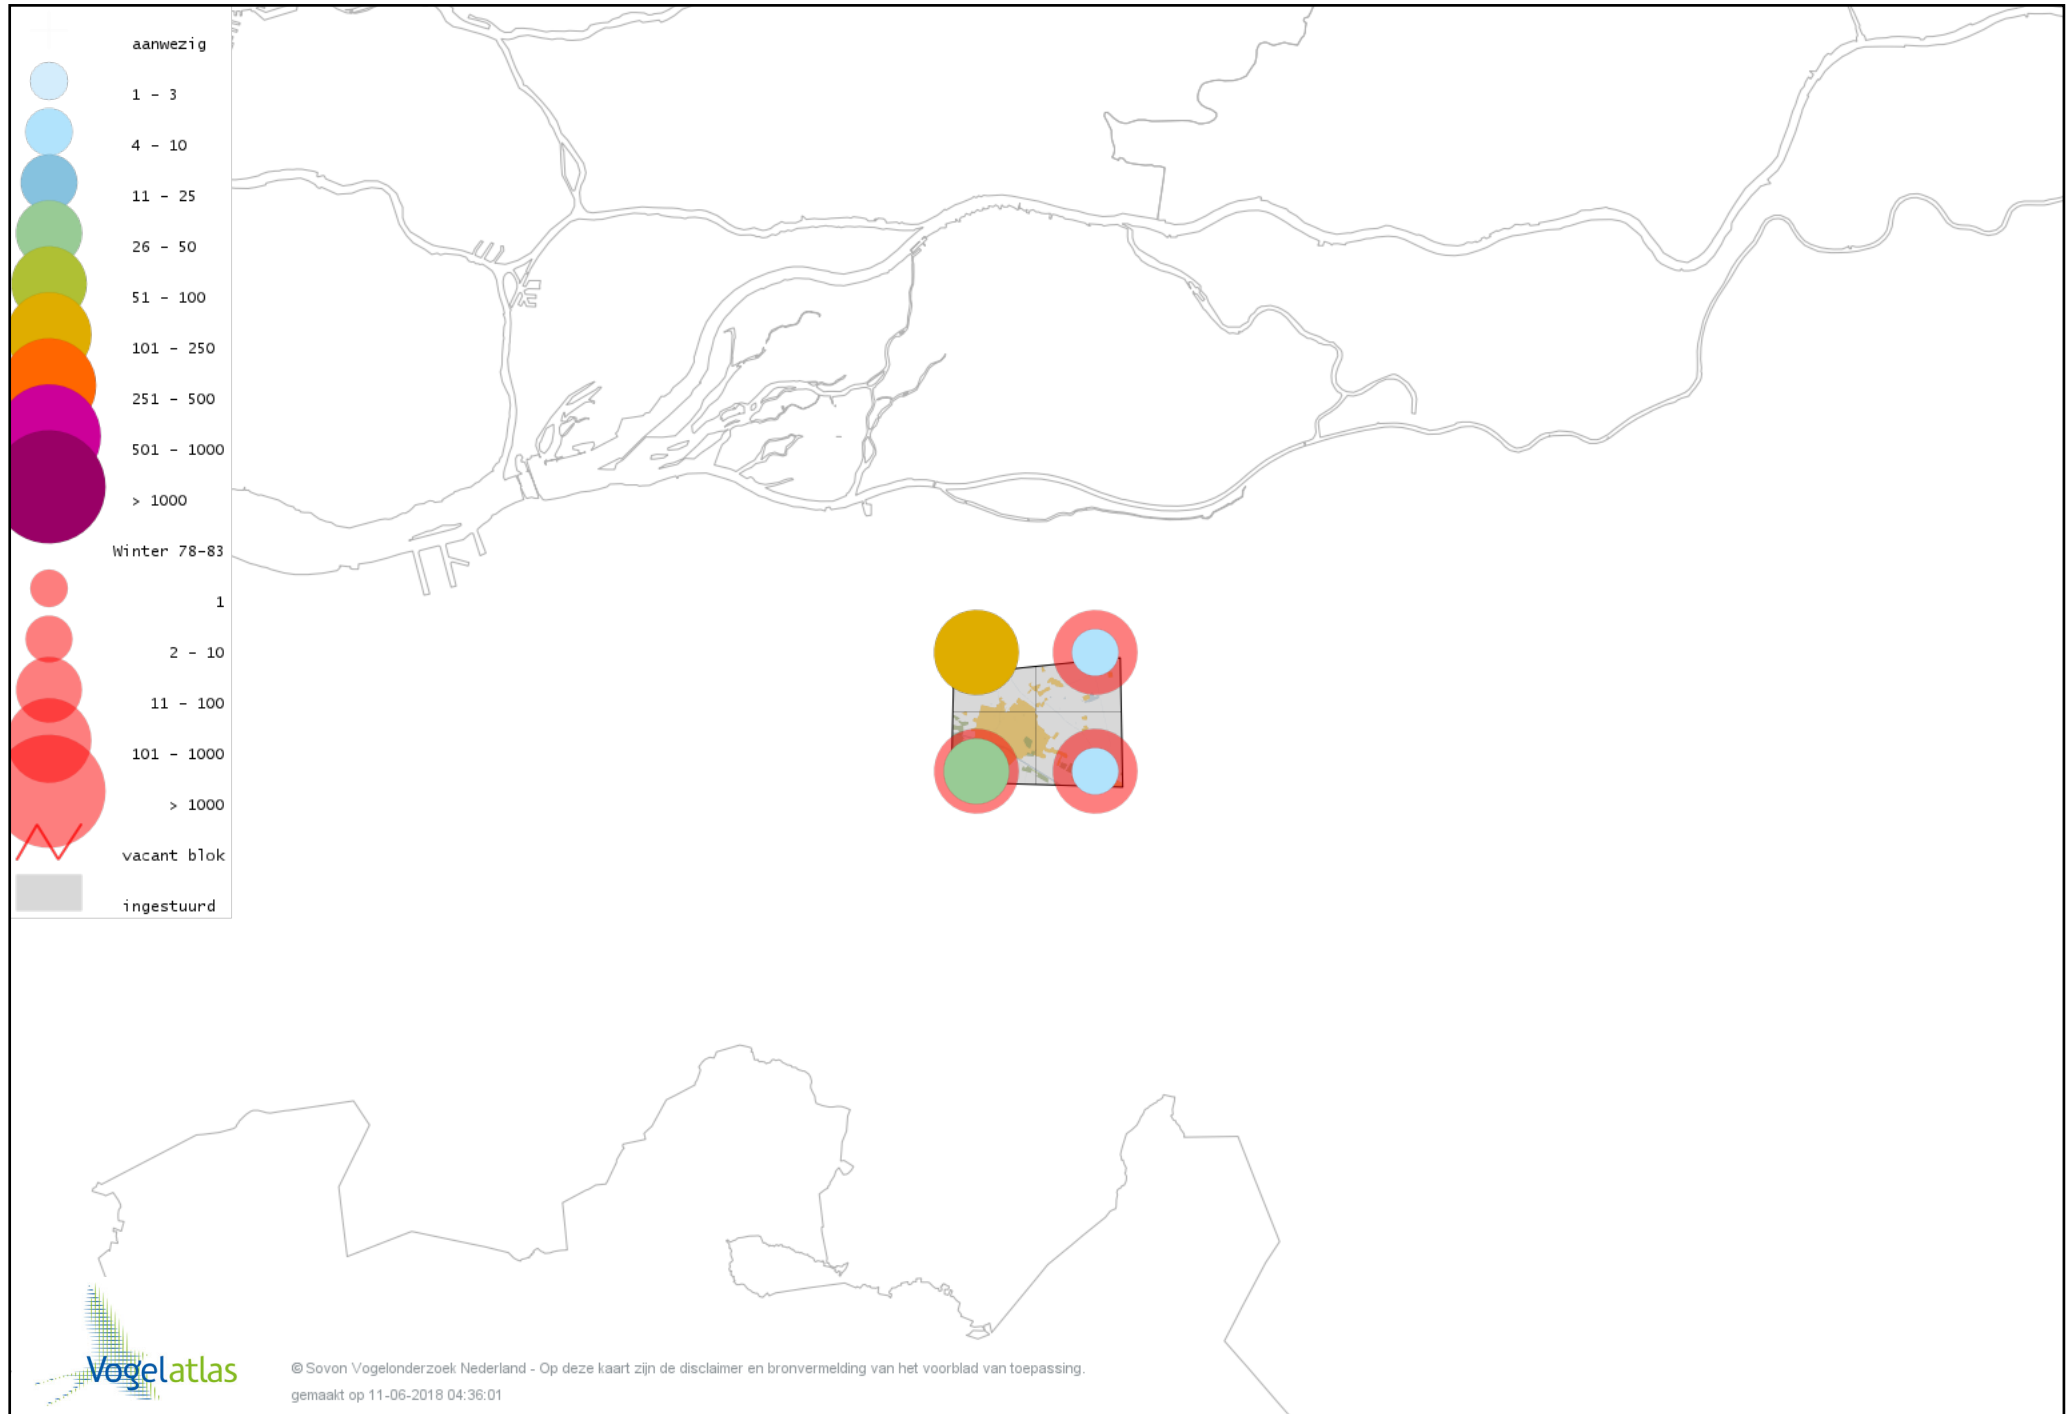 aanwezig
1 - 3
4 - 10
11 - 25
26 - 50
51 - 100
101 - 250
251 - 500
501 - 1000
> 1000
Winter 78-83
1
2 - 10
11 - 100
101 - 1000
> 1000
vacant blok
ingestuurd
Vogelatlas
© Sovon Vogelonderzoek Nederland - Op deze kaart zijn de disclaimer en bronvermelding van het voorblad van toepassing.
gemaakt op 11-06-2018 04:36:01